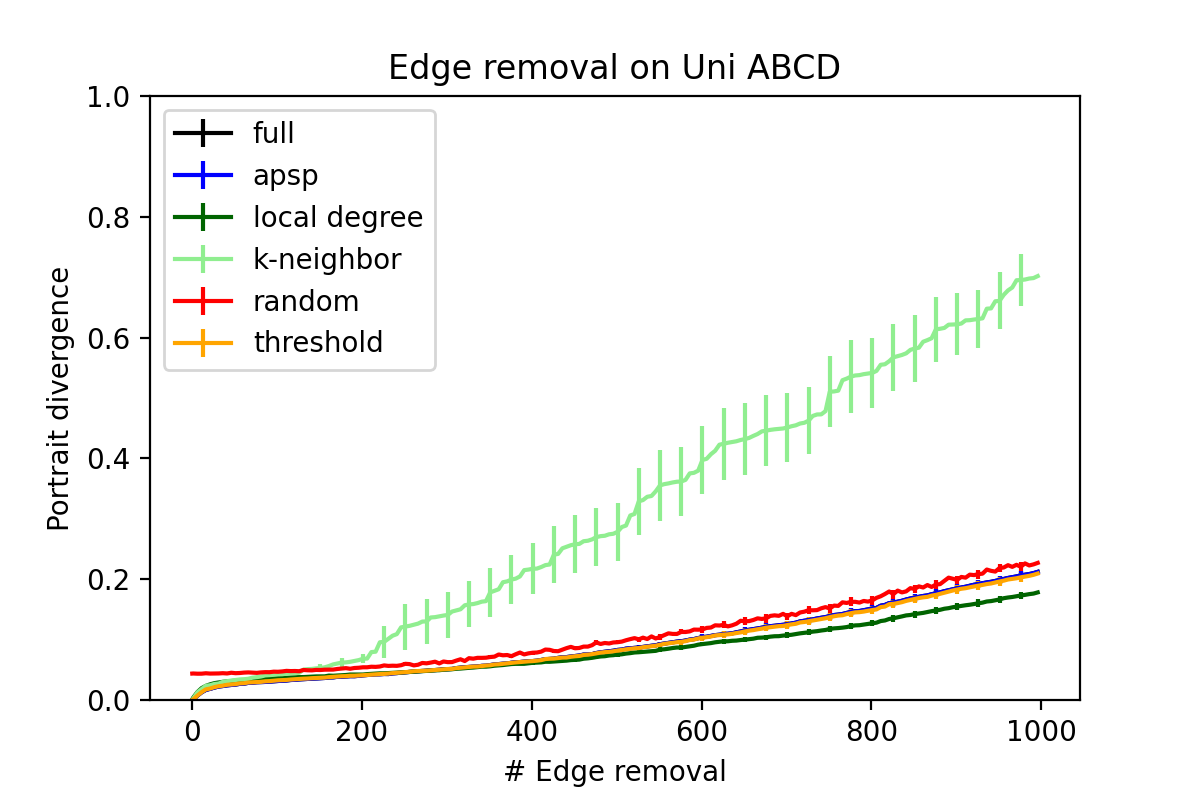 Edge removal on Uni ABCD
1.0
0.8
0.6
0.4
0.2
0.0
Portrait divergence
full
apsp
local degree
k-neighbor
random
threshold
0 200 400 600 800 1000
# Edge removal